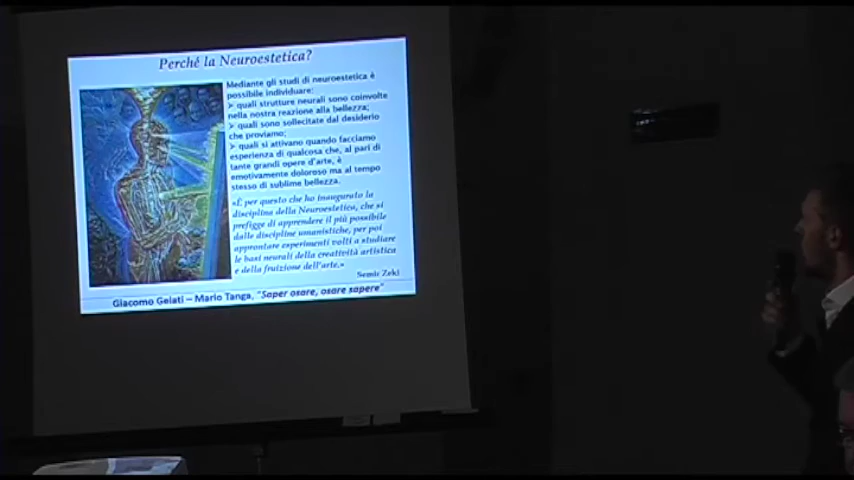 Perché la Neuroestetica?
Mediante gli studi di neuroestetica è
possibile individuare:
➢ quali strutture neurali sono coinvolte
nella nostra reazione alla bellezza;
➢ quali sono sollecitate dal desiderio
che proviamo;
➢ quali si attivano quando facciamo
esperienza di qualcosa che, al pari di
tante grandi opere d'arte, è
emotivamente doloroso ma al tempo
stesso di sublime bellezza.
«È per questo che ho inaugurato la
disciplina della Neuroestetica, che si
prefigge di apprendere il più possibile
dalle discipline umanistiche, per poi
approntare esperimenti volti a studiare
le basi neurali della creatività artistica
e della fruizione dell'arte.»
Semir Zeki
Giacomo Gelati – Mario Tanga, "Saper osare, osare sapere"